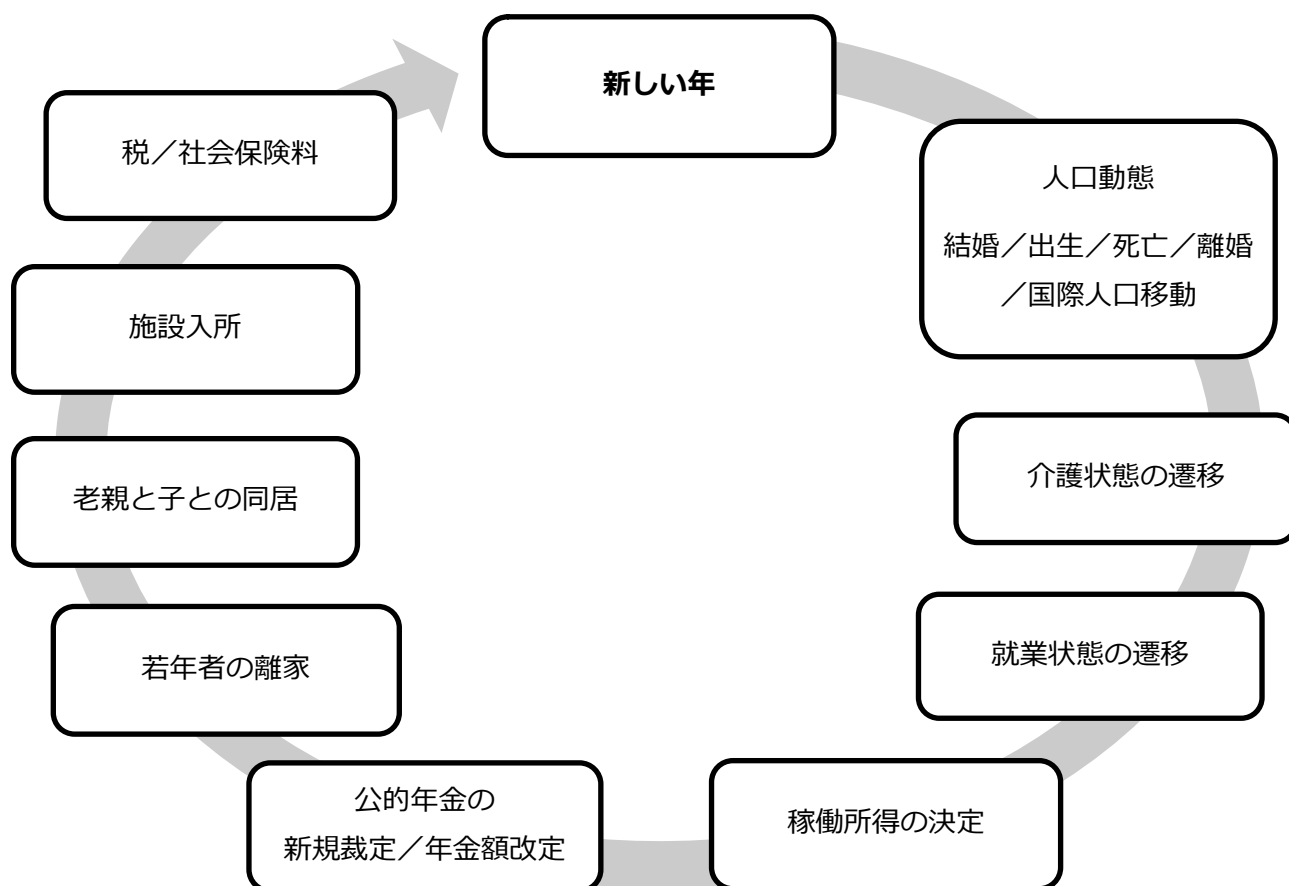 新しい年
人口動態
結婚／出生／死亡／離婚
／国際人口移動
介護状態の遷移
就業状態の遷移
稼働所得の決定
公的年金の
新規裁定／年金額改定
若年者の離家
老親と子との同居
施設入所
税／社会保険料